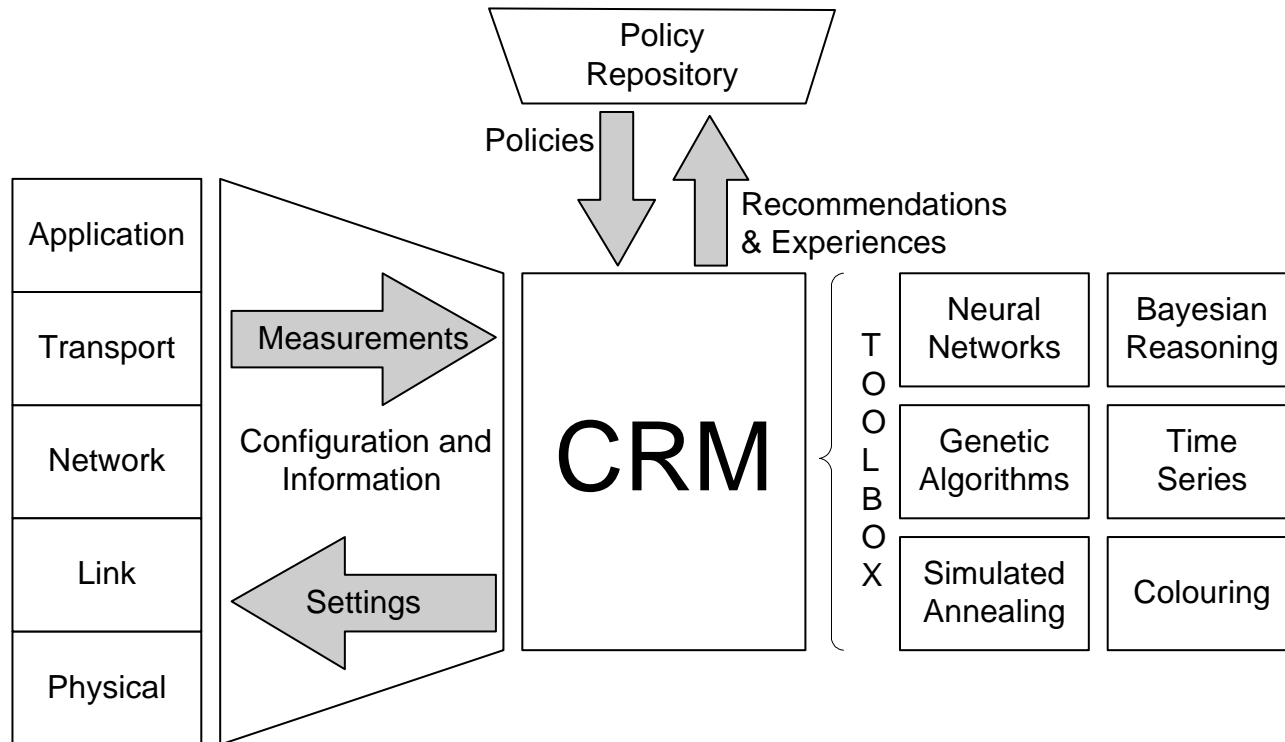 Policy
Repository
Policies
Recommendations
& Experiences
Application
Transport
Network
Link
Physical
Measurements
Configuration and
Information
Settings
CRM
TOOLBOX
Neural
Networks
Bayesian
Reasoning
Genetic
Algorithms
Time
Series
Simulated
Annealing
Colouring